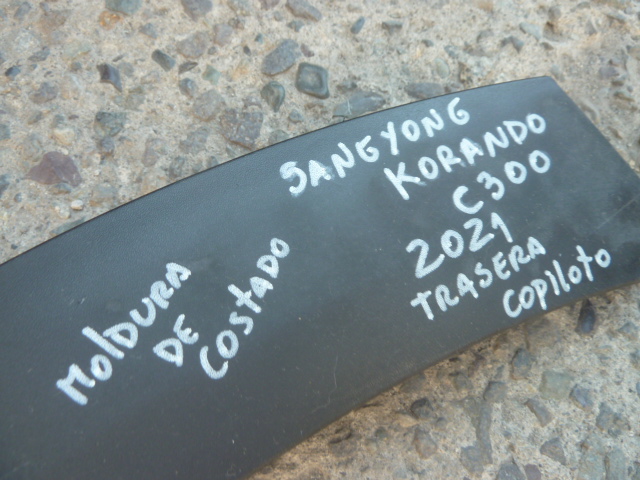 SANGYONG
KORANDO
C300
2021
TRASERA
COPILOTO
MOLDURA
DE
COSTADO